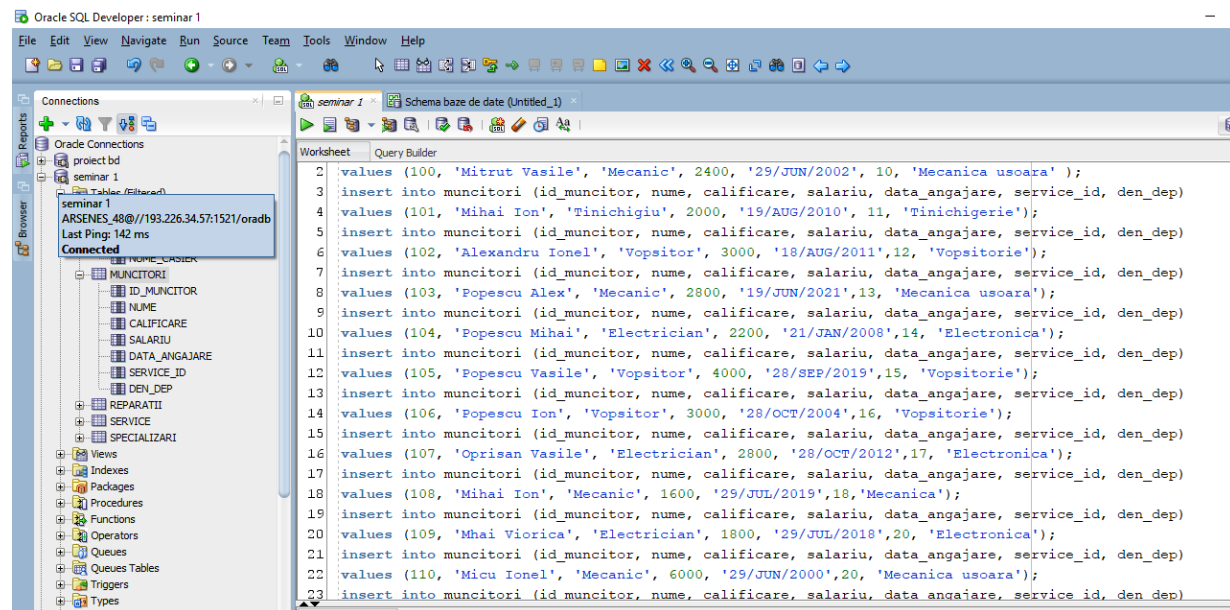 Oracle SQL Developer : seminar 1
File Edit View Navigate Run Source Team Tools Window Help
Connections
Reports
Browser
Oracle Connections
proiect bd
seminar 1
Tables (Filtered)
seminar 1
ARSENES_48@//193.226.34.57:1521/oradb
Last Ping: 142 ms
Connected
NUME_CASIER
MUNCITORI
ID_MUNCITOR
NUME
CALIFICARE
SALARIU
DATA_ANGAJARE
SERVICE_ID
DEN_DEP
REPARATII
SERVICE
SPECIALIZARI
Views
Indexes
Packages
Procedures
Functions
Operators
Queues
Queues Tables
Triggers
Types
seminar 1
Schema baze de date (Untitled_1)
Worksheet Query Builder
2 values (100, 'Mitrut Vasile', 'Mecanic', 2400, '29/JUN/2002', 10, 'Mecanica usoara' );
3 insert into muncitori (id_muncitor, nume, calificare, salariu, data_angajare, service_id, den_dep)
4 values (101, 'Mihai Ion', 'Tinichigiu', 2000, '19/AUG/2010', 11, 'Tinichigerie');
5 insert into muncitori (id_muncitor, nume, calificare, salariu, data_angajare, service_id, den_dep)
6 values (102, 'Alexandru Ionel', 'Vopsitor', 3000, '18/AUG/2011',12, 'Vopsitorie');
7 insert into muncitori (id_muncitor, nume, calificare, salariu, data_angajare, service_id, den_dep)
8 values (103, 'Popescu Alex', 'Mecanic', 2800, '19/JUN/2021',13, 'Mecanica usoara');
9 insert into muncitori (id_muncitor, nume, calificare, salariu, data_angajare, service_id, den_dep)
10 values (104, 'Popescu Mihai', 'Electrician', 2200, '21/JAN/2008',14, 'Electronica');
11 insert into muncitori (id_muncitor, nume, calificare, salariu, data_angajare, service_id, den_dep)
12 values (105, 'Popescu Vasile', 'Vopsitor', 4000, '28/SEP/2019',15, 'Vopsitorie');
13 insert into muncitori (id_muncitor, nume, calificare, salariu, data_angajare, service_id, den_dep)
14 values (106, 'Popescu Ion', 'Vopsitor', 3000, '28/OCT/2004',16, 'Vopsitorie');
15 insert into muncitori (id_muncitor, nume, calificare, salariu, data_angajare, service_id, den_dep)
16 values (107, 'Oprisan Vasile', 'Electrician', 2800, '28/OCT/2012',17, 'Electronica');
17 insert into muncitori (id_muncitor, nume, calificare, salariu, data_angajare, service_id, den_dep)
18 values (108, 'Mihai Ion', 'Mecanic', 1600, '29/JUL/2019',18,'Mecanica');
19 insert into muncitori (id_muncitor, nume, calificare, salariu, data_angajare, service_id, den_dep)
20 values (109, 'Mhai Viorica', 'Electrician', 1800, '29/JUL/2018',20, 'Electronica');
21 insert into muncitori (id_muncitor, nume, calificare, salariu, data_angajare, service_id, den_dep)
22 values (110, 'Micu Ionel', 'Mecanic', 6000, '29/JUN/2000',20, 'Mecanica usoara');
23 insert into muncitori (id_muncitor, nume, calificare, salariu, data_angajare, service_id, den_dep)